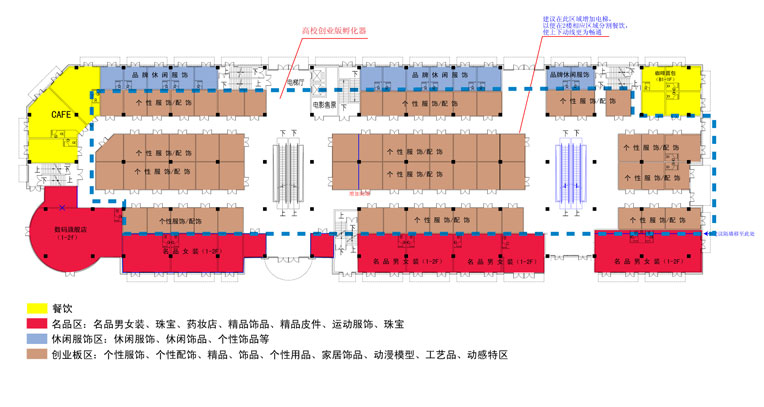 建议在此区域增加电梯,
以便在2楼相应区域分割餐饮,
使上下动线更为畅通
高校创业版孵化器
上
品 牌 休 闲 服 饰
上
电梯厅
上
品 牌 休 闲 服 饰
品牌休闲服饰
上
咖啡面包
(1-2F)
CAFE
个 性 服 饰/配 饰
电影售票
个 性 服 饰/配 饰
个 性 服 饰/配 饰
下 下
下 下
个 性 服 饰/配 饰
个 性 服 饰/配 饰
个 性 服 饰/配 饰
个 性 服 饰/配 饰
个 性 服 饰/配 饰
个 性 服 饰/配 饰
上 上
上 上
个性服饰/配饰
个 性 服 饰/配 饰
个 性 服 饰/配 饰
数码旗舰店
(1-2F)
名 品 女 装 (1-2F)
名 品 男 女 装 (1-2F)
名 品 男 女 装 (1-2F)
餐饮
名品区：名品男女装、珠宝、药妆店、精品饰品、精品皮件、运动服饰、珠宝
休闲服饰区：休闲服饰、休闲饰品、个性饰品等
创业板区：个性服饰、个性配饰、精品、饰品、个性用品、家居饰品、动漫模型、工艺品、动感特区